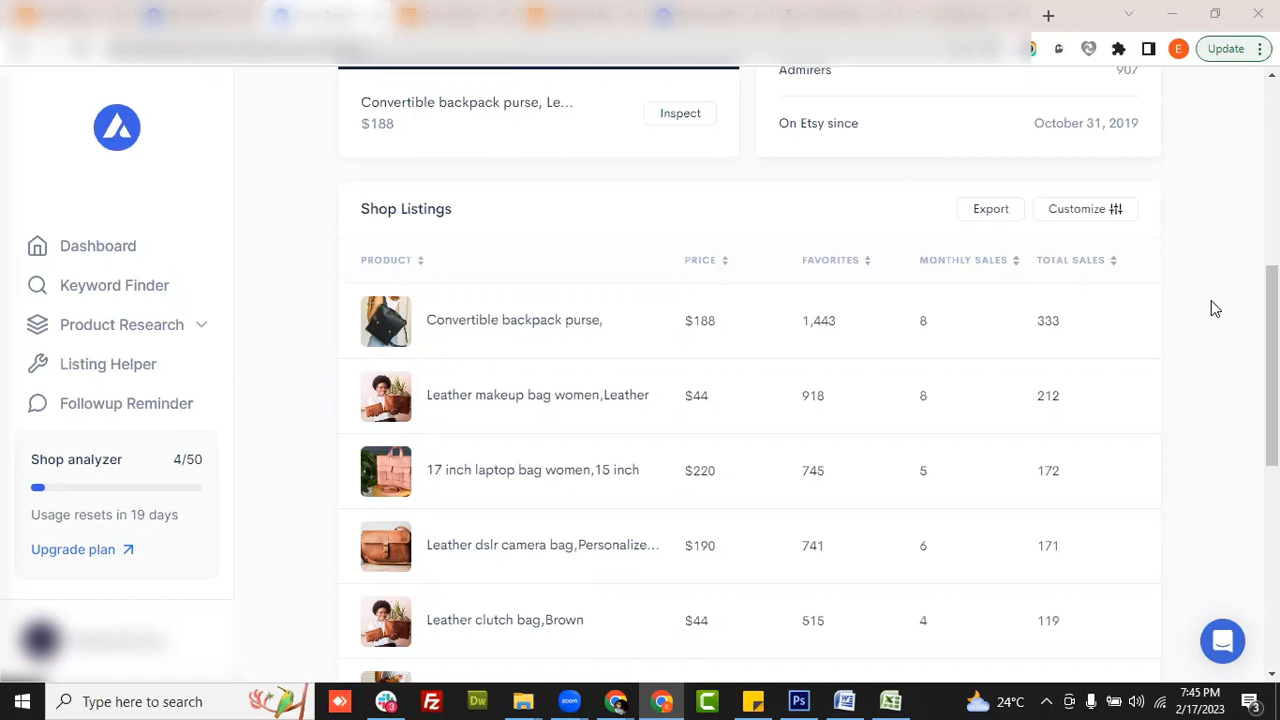 Update
Admirers 907
Convertible backpack purse, Le...
$188
Inspect
On Etsy since October 31, 2019
Dashboard
Keyword Finder
Product Research
Listing Helper
Followup Reminder
Shop analyzer 4/50
Usage resets in 19 days
Upgrade plan
Shop Listings Export Customize
PRODUCT PRICE FAVORITES MONTHLY SALES TOTAL SALES
Convertible backpack purse, $188 1,443 8 333
Leather makeup bag women,Leather $44 918 8 212
17 inch laptop bag women,15 inch $220 745 5 172
Leather dslr camera bag,Personalize... $190 741 6 171
Leather clutch bag,Brown $44 515 4 119
Type here to search
24°C
7:45 PM
2/17/2023